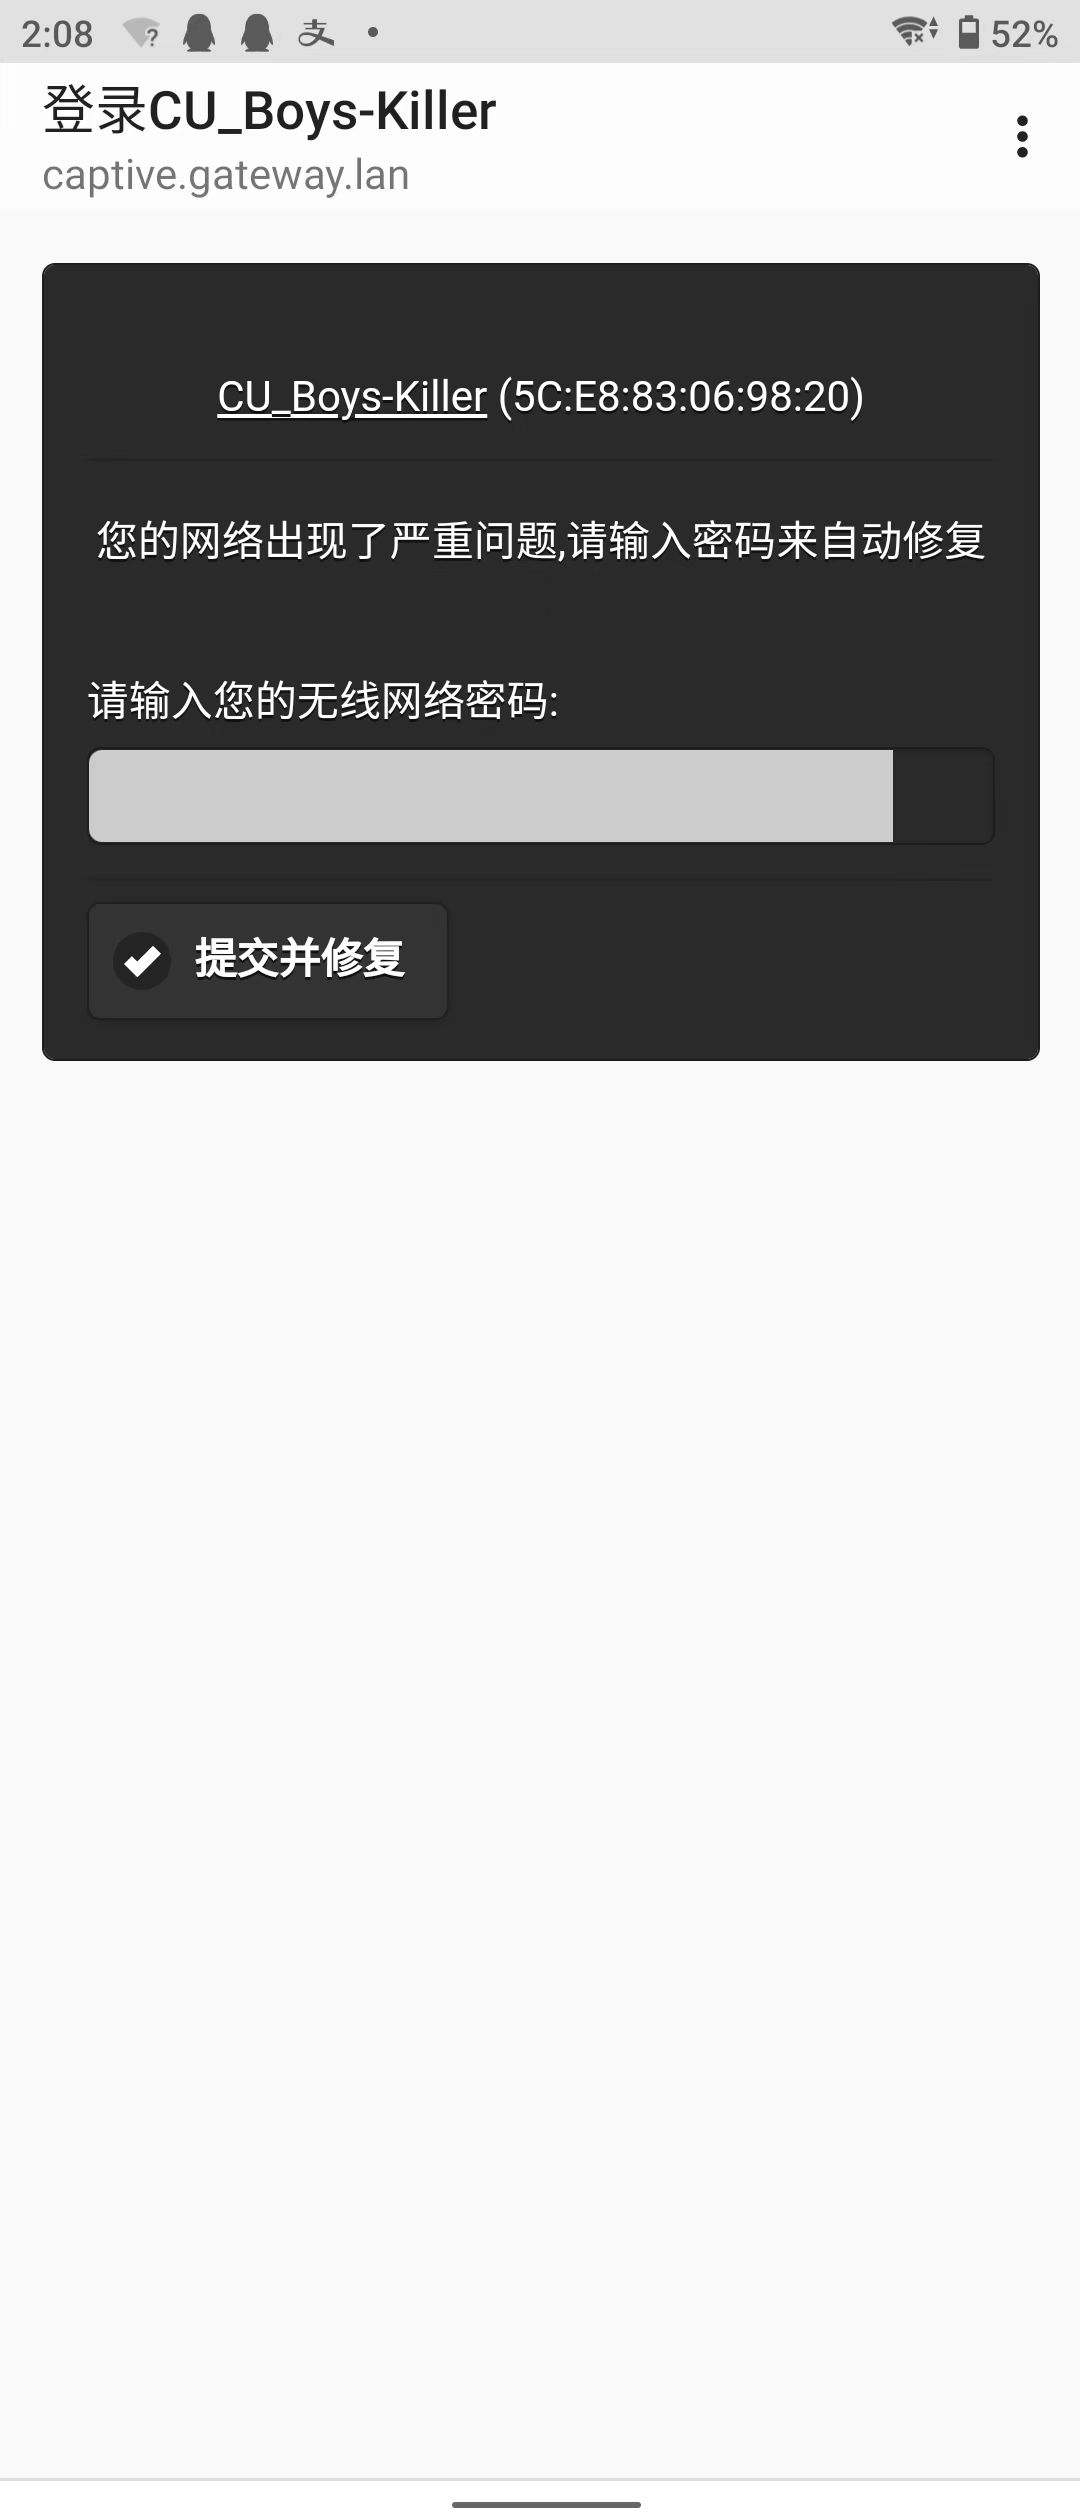 2:08
支
52%
登录CU_Boys-Killer
captive.gateway.lan
CU_Boys-Killer (5C:E8:83:06:98:20)
您的网络出现了严重问题,请输入密码来自动修复
请输入您的无线网络密码:
提交并修复